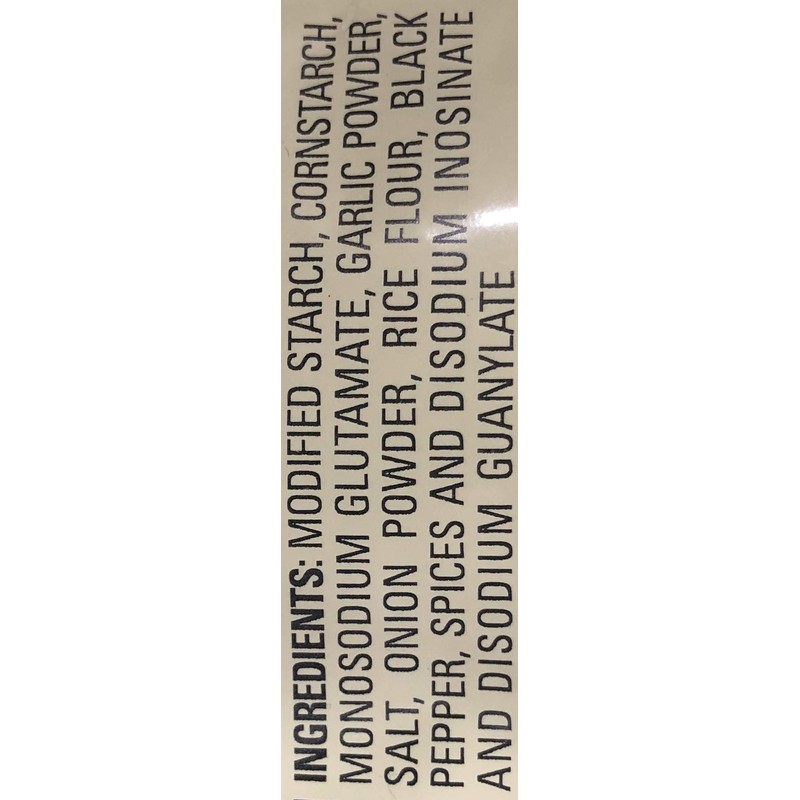 INGREDIENTS: MODIFIED STARCH, CORNSTARCH,
MONOSODIUM GLUTAMATE, GARLIC POWDER,
SALT, ONION POWDER, RICE FLOUR, BLACK
PEPPER, SPICES AND DISODIUM INOSINATE
AND DISODIUM GUANYLATE